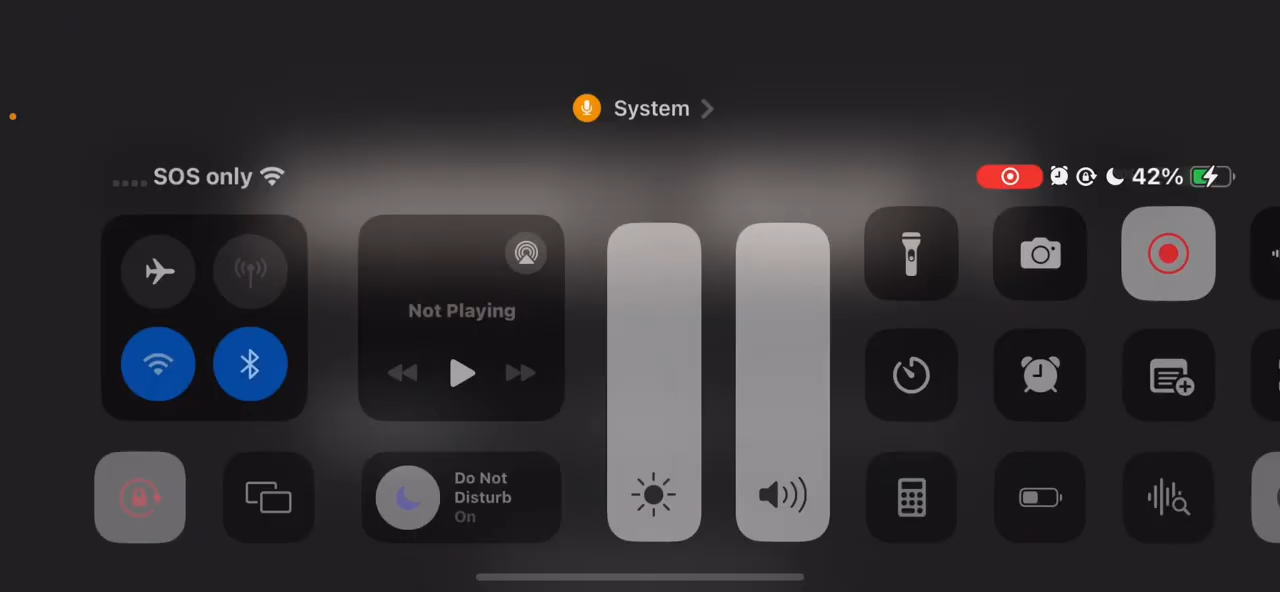 System
SOS only
42%
Not Playing
Do Not
Disturb
On